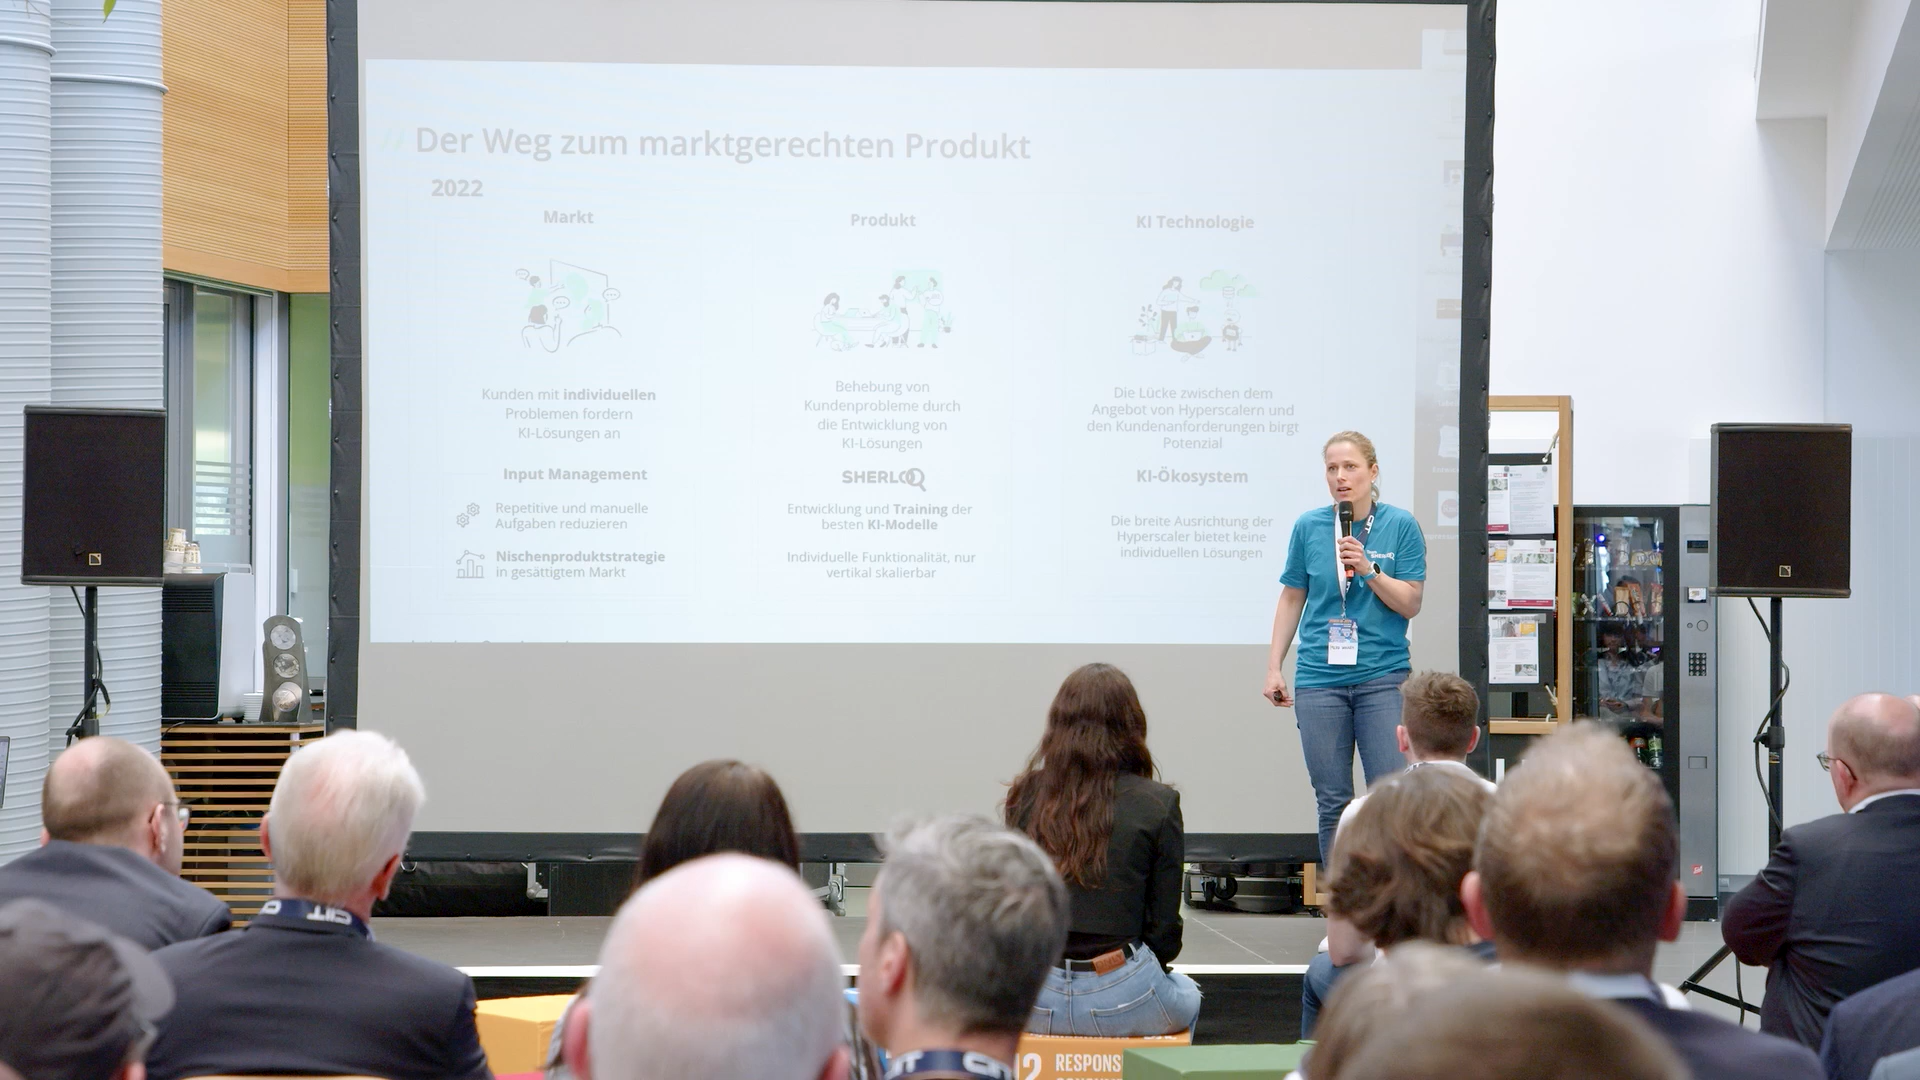 // Der Weg zum marktgerechten Produkt
2022
Markt
Kunden mit individuellen
Problemen fordern
KI-Lösungen an
Input Management
Repetitive und manuelle
Aufgaben reduzieren
Nischenproduktstrategie
in gesättigtem Markt
Produkt
Behebung von
Kundenprobleme durch
die Entwicklung von
KI-Lösungen
SHERLOQ
Entwicklung und Training der
besten KI-Modelle
Individuelle Funktionalität, nur
vertikal skalierbar
KI Technologie
Die Lücke zwischen dem
Angebot von Hyperscalern und
den Kundenanforderungen birgt
Potenzial
KI-Ökosystem
Die breite Ausrichtung der
Hyperscaler bietet keine
individuellen Lösungen
SHERLOQ
12 RESPONS